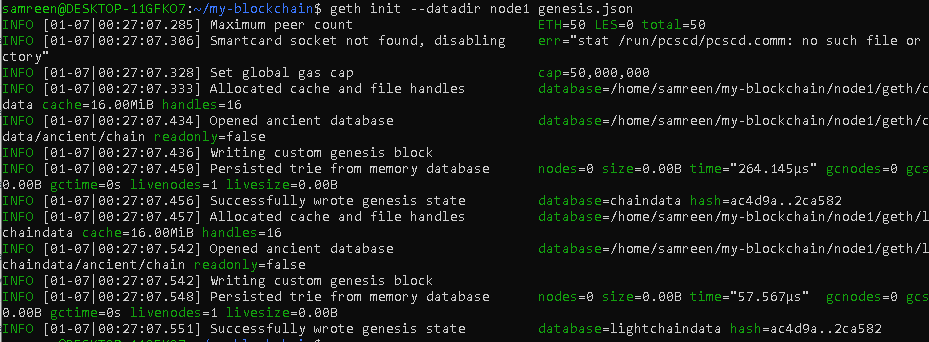 samreen@DESKTOP-11GFKO7:~/my-blockchain$ geth init --datadir node1 genesis.json
INFO [01-07|00:27:07.285] Maximum peer count ETH=50 LES=0 total=50
INFO [01-07|00:27:07.306] Smartcard socket not found, disabling err="stat /run/pcscd/pcscd.comm: no such file or
ctory"
INFO [01-07|00:27:07.328] Set global gas cap cap=50,000,000
INFO [01-07|00:27:07.333] Allocated cache and file handles database=/home/samreen/my-blockchain/node1/geth/c
data cache=16.00MiB handles=16
INFO [01-07|00:27:07.434] Opened ancient database database=/home/samreen/my-blockchain/node1/geth/c
data/ancient/chain readonly=false
INFO [01-07|00:27:07.436] Writing custom genesis block
INFO [01-07|00:27:07.450] Persisted trie from memory database nodes=0 size=0.00B time="264.145µs" gcnodes=0 gcs
0.00B gctime=0s livenodes=1 livesize=0.00B
INFO [01-07|00:27:07.456] Successfully wrote genesis state database=chaindata hash=ac4d9a..2ca582
INFO [01-07|00:27:07.457] Allocated cache and file handles database=/home/samreen/my-blockchain/node1/geth/l
chaindata cache=16.00MiB handles=16
INFO [01-07|00:27:07.542] Opened ancient database database=/home/samreen/my-blockchain/node1/geth/l
chaindata/ancient/chain readonly=false
INFO [01-07|00:27:07.542] Writing custom genesis block
INFO [01-07|00:27:07.548] Persisted trie from memory database nodes=0 size=0.00B time="57.567µs" gcnodes=0 gcs
0.00B gctime=0s livenodes=1 livesize=0.00B
INFO [01-07|00:27:07.551] Successfully wrote genesis state database=lightchaindata hash=ac4d9a..2ca582